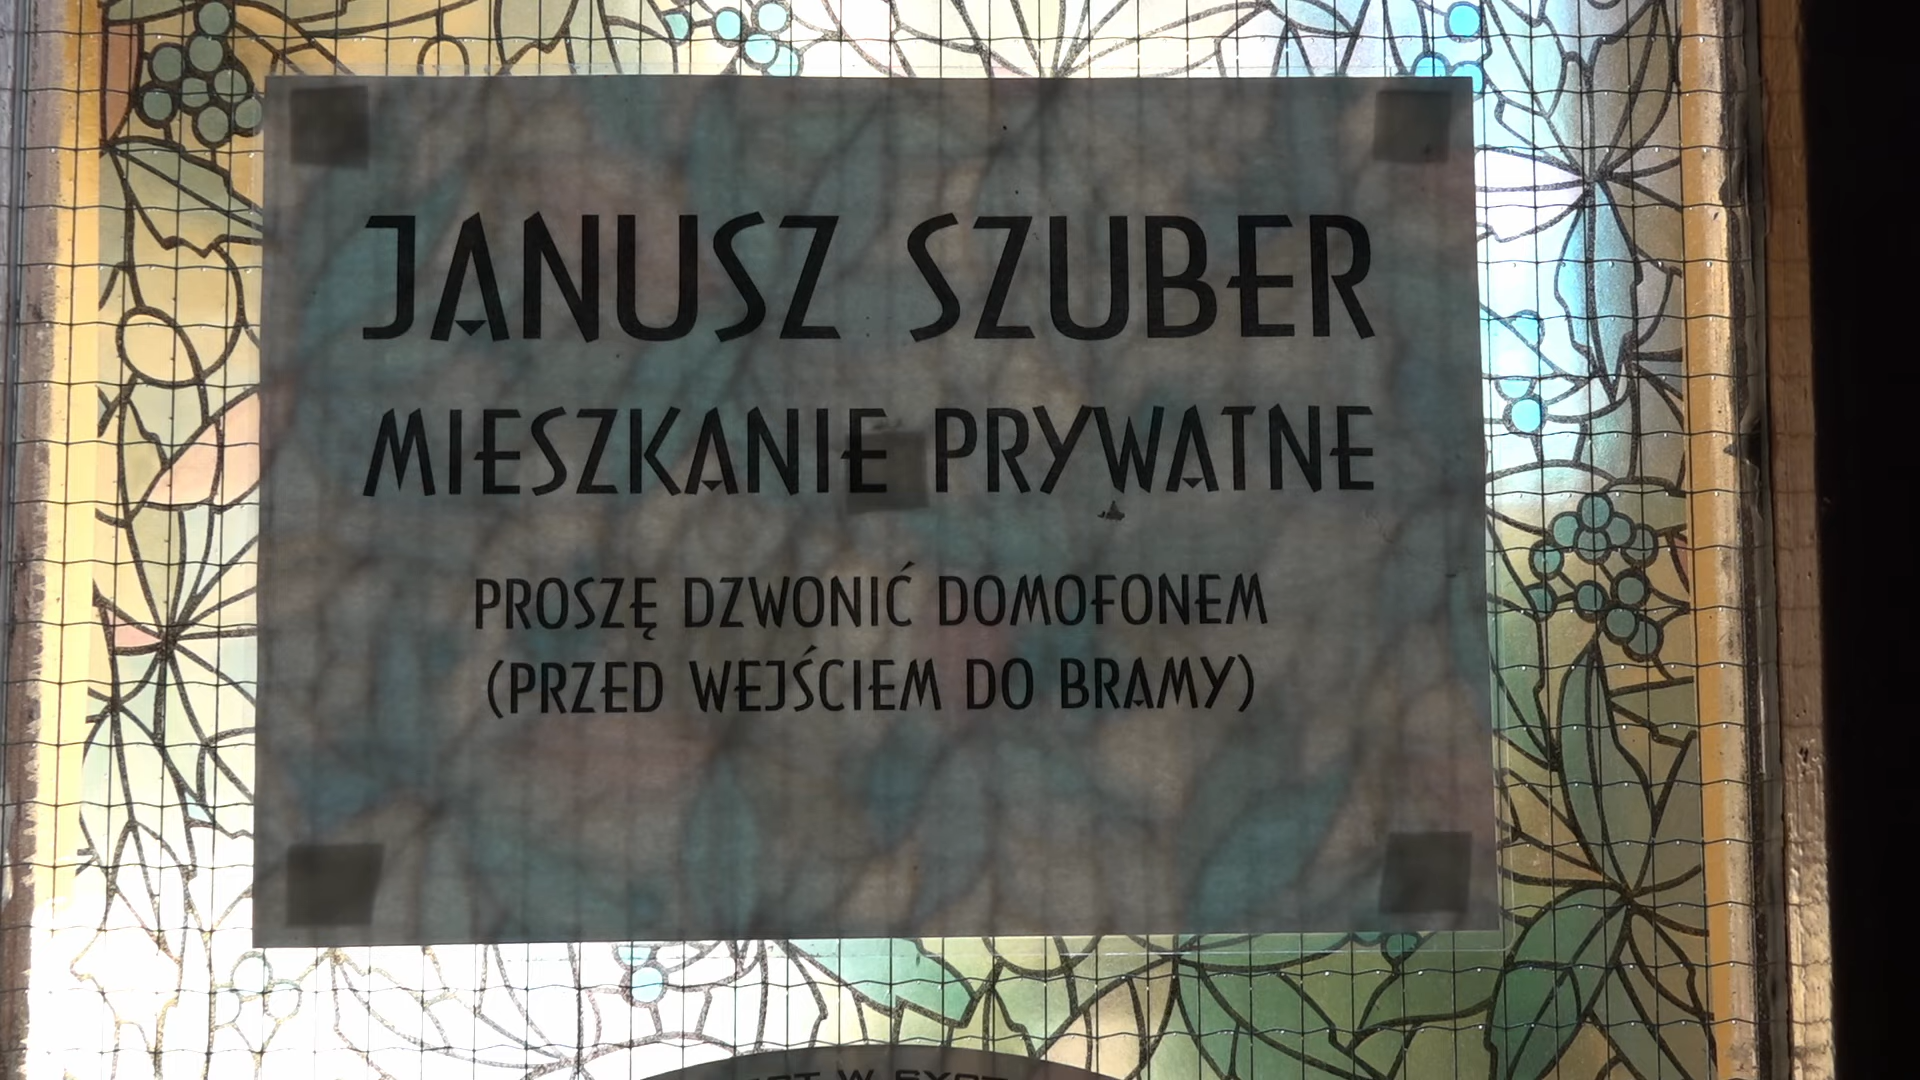 JANUSZ SZUBER
MIESZKANIE PRYWATNE
PROSZĘ DZWONIĆ DOMOFONEM
(PRZED WEJŚCIEM DO BRAMY)
W